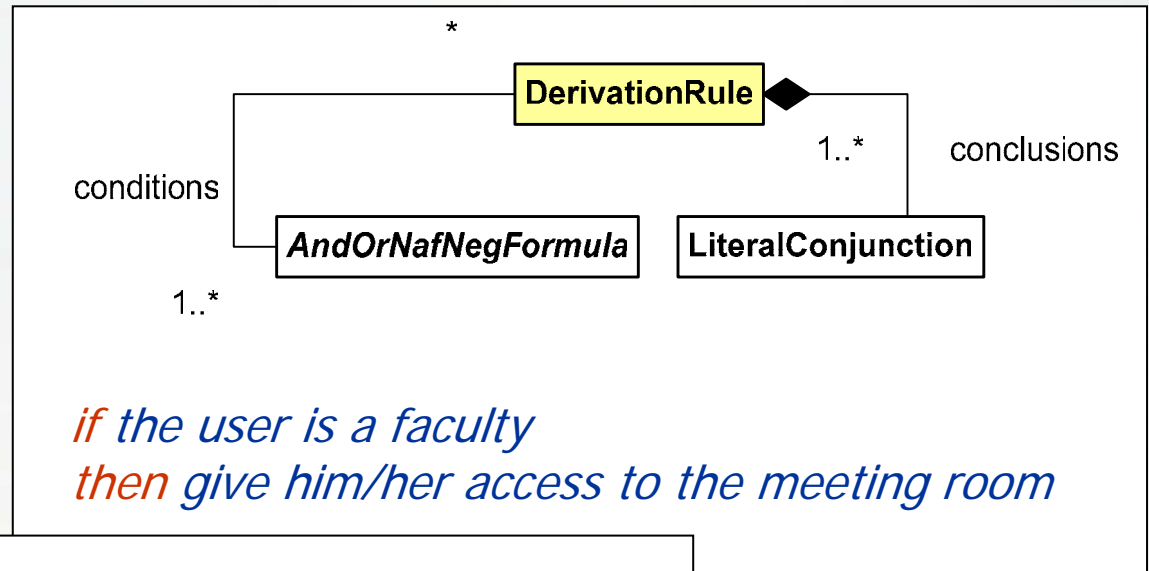 *
DerivationRule
1..*
conclusions
conditions
AndOrNafNegFormula
LiteralConjunction
1..*
if the user is a faculty
then give him/her access to the meeting room